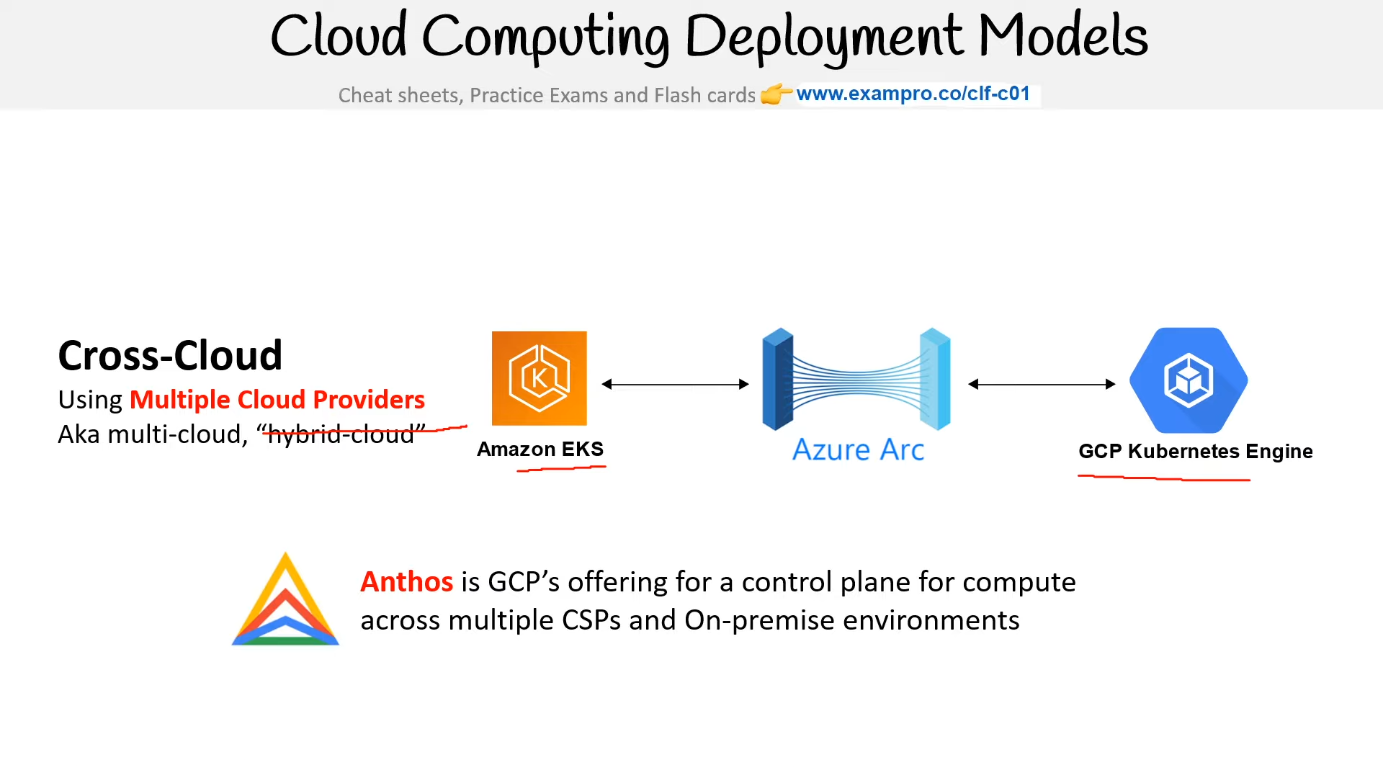 Cloud Computing Deployment Models
Cheat sheets, Practice Exams and Flash cards 👉 www.exampro.co/clf-c01
Cross-Cloud
Using Multiple Cloud Providers
Aka multi-cloud, “hybrid-cloud”
K
Amazon EKS
Azure Arc
GCP Kubernetes Engine
Anthos is GCP’s offering for a control plane for compute
across multiple CSPs and On-premise environments